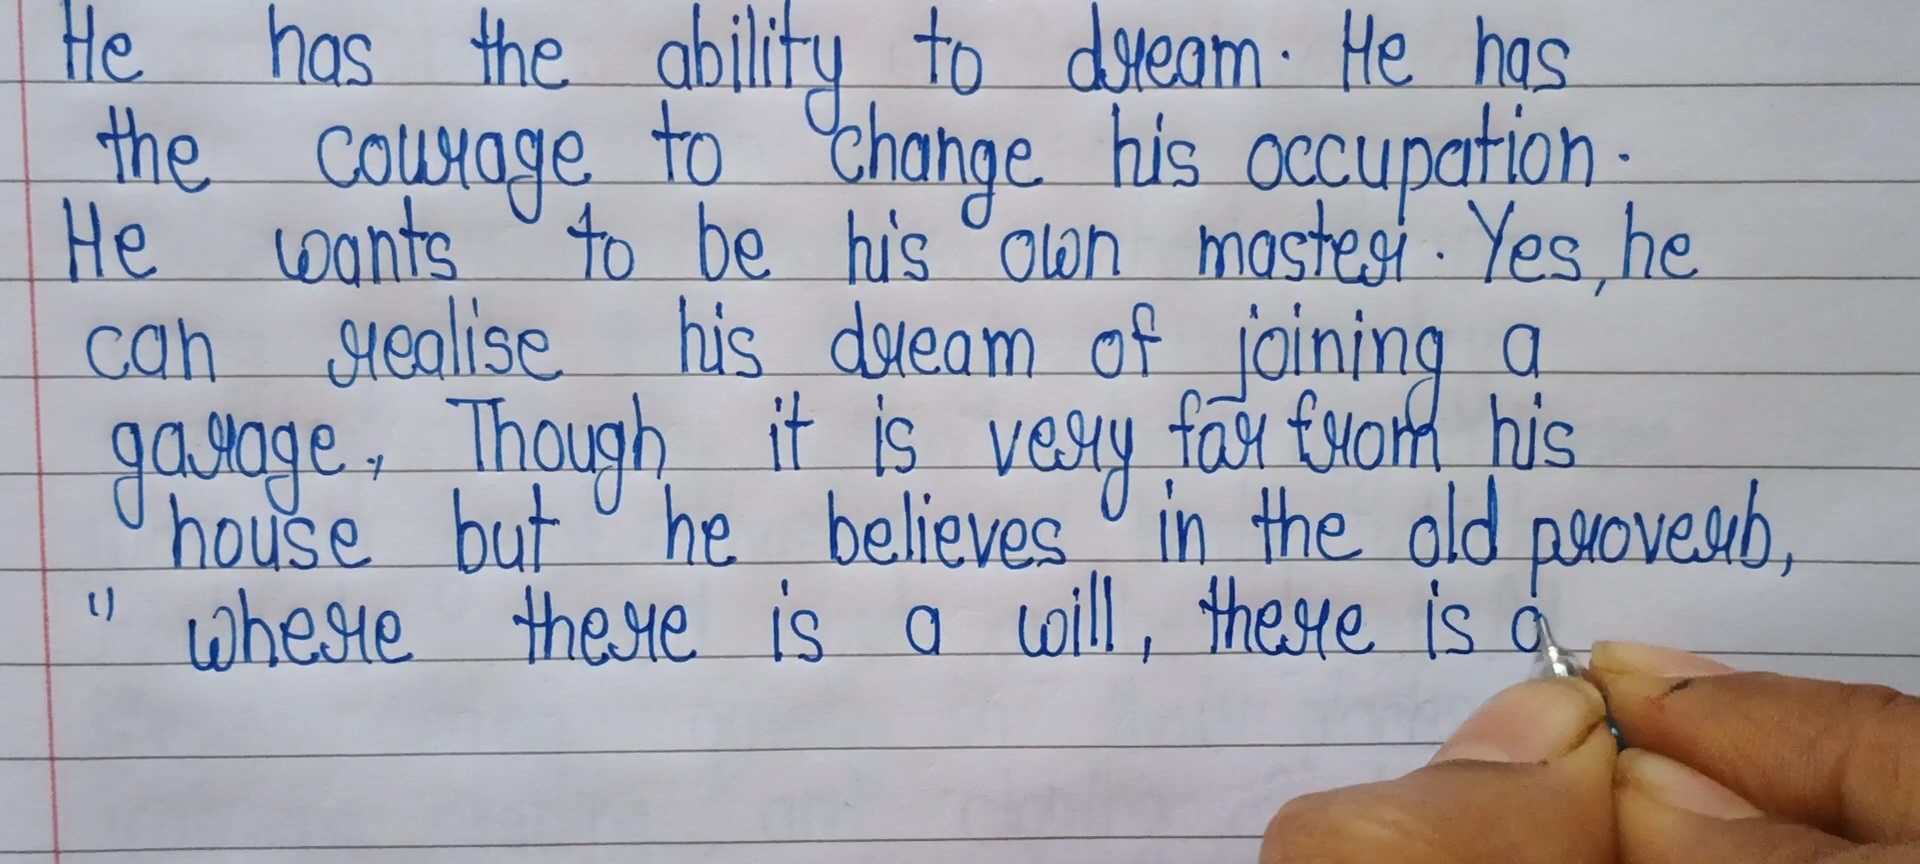 He has the ability to dream. He has
the courage to change his occupation.
He wants to be his own master. Yes, he
can realise his dream of joining a
garage., Though it is very far from his
house but he believes in the old proverb,
" where there is a will, there is a